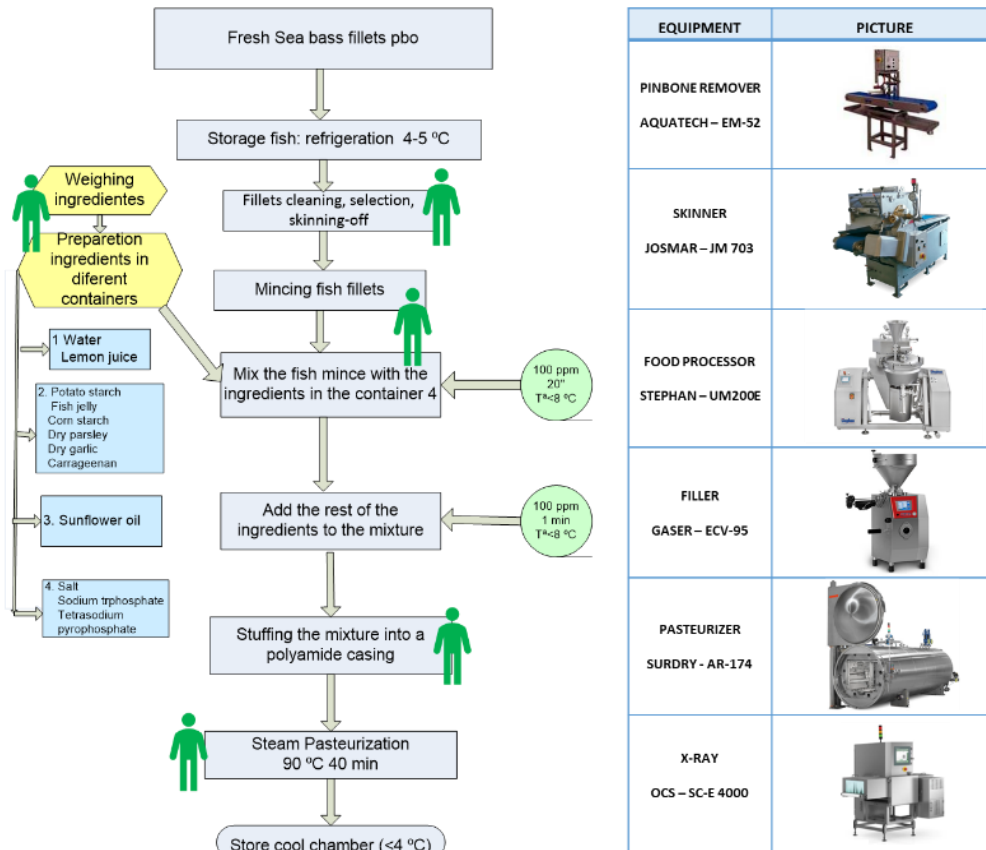 Fresh Sea bass fillets pbo
Storage fish: refrigeration 4-5 ºC
Weighing
ingredientes
Fillets cleaning, selection,
skinning-off
Preparetion
ingredients in
diferent
containers
Mincing fish fillets
1 Water
Lemon juice
Mix the fish mince with the
ingredients in the container 4
100 ppm
20"
Tª<8 ºC
2. Potato starch
Fish jelly
Corn starch
Dry parsley
Dry garlic
Carrageenan
Add the rest of the
ingredients to the mixture
100 ppm
1 min
Tª<8 ºC
3. Sunflower oil
4. Salt
Sodium trphosphate
Tetrasodium
pyrophosphate
Stuffing the mixture into a
polyamide casing
Steam Pasteurization
90 ºC 40 min
Store cool chamber (<4 ºC)
EQUIPMENT
PICTURE
PINBONE REMOVER
AQUATECH – EM-52
SKINNER
JOSMAR – JM 703
FOOD PROCESSOR
STEPHAN – UM200E
FILLER
GASER – ECV-95
PASTEURIZER
SURDRY - AR-174
X-RAY
OCS – SC-E 4000